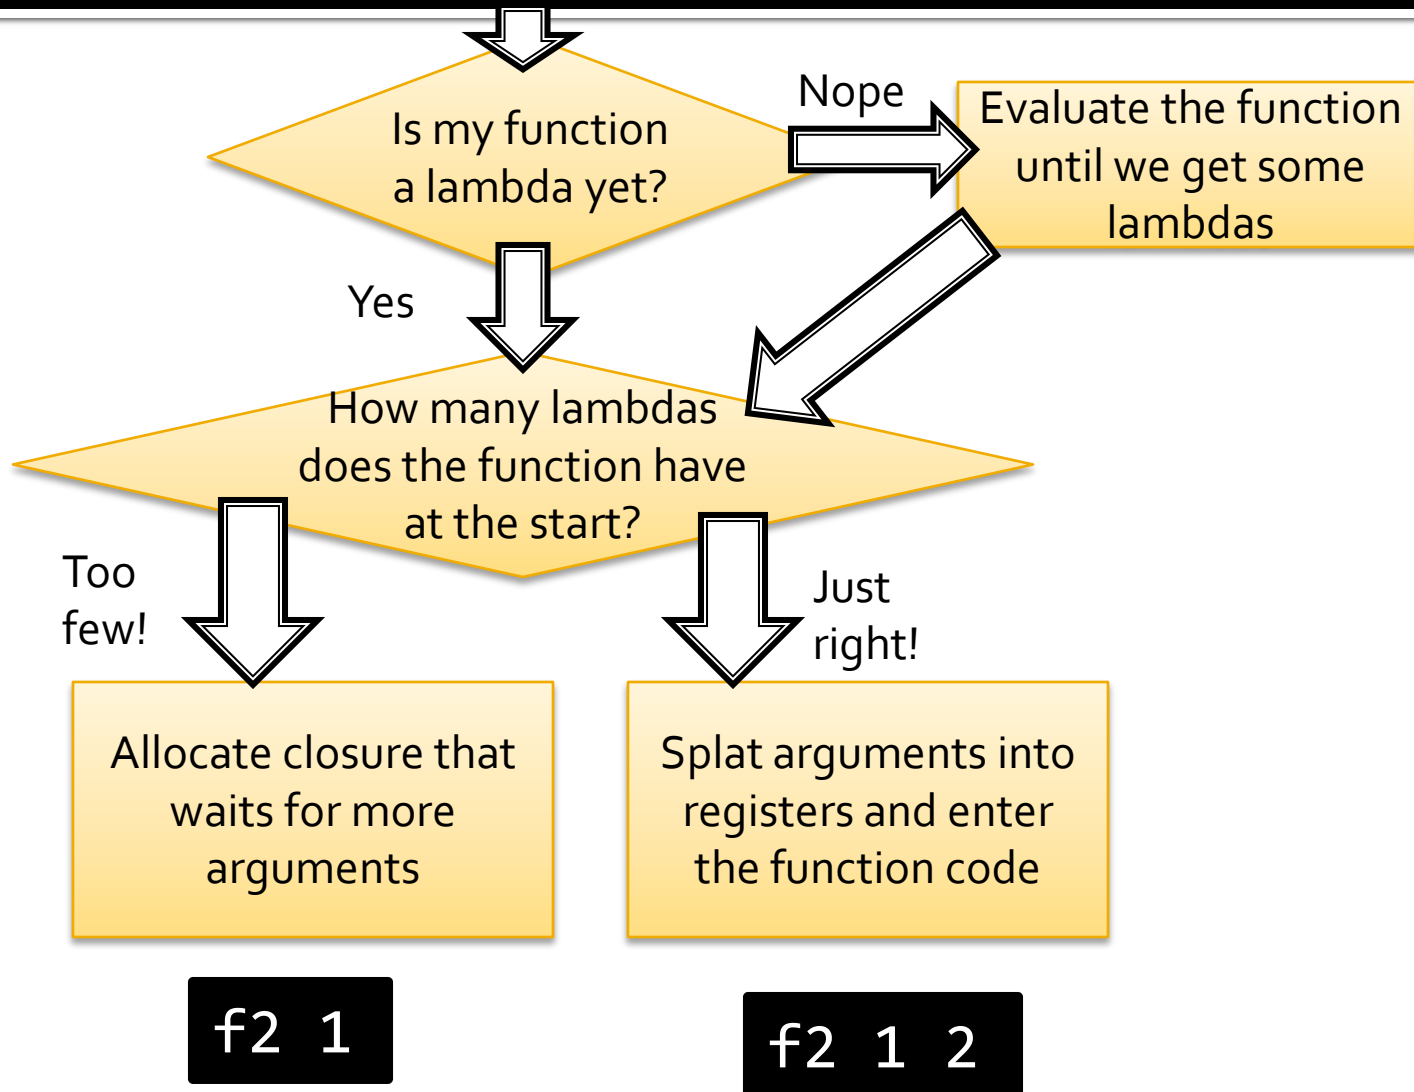 Is my function
a lambda yet?
Nope
Evaluate the function
until we get some
lambdas
Yes
How many lambdas
does the function have
at the start?
Too
few!
Just
right!
Allocate closure that
waits for more
arguments
Splat arguments into
registers and enter
the function code
f2 1
f2 1 2